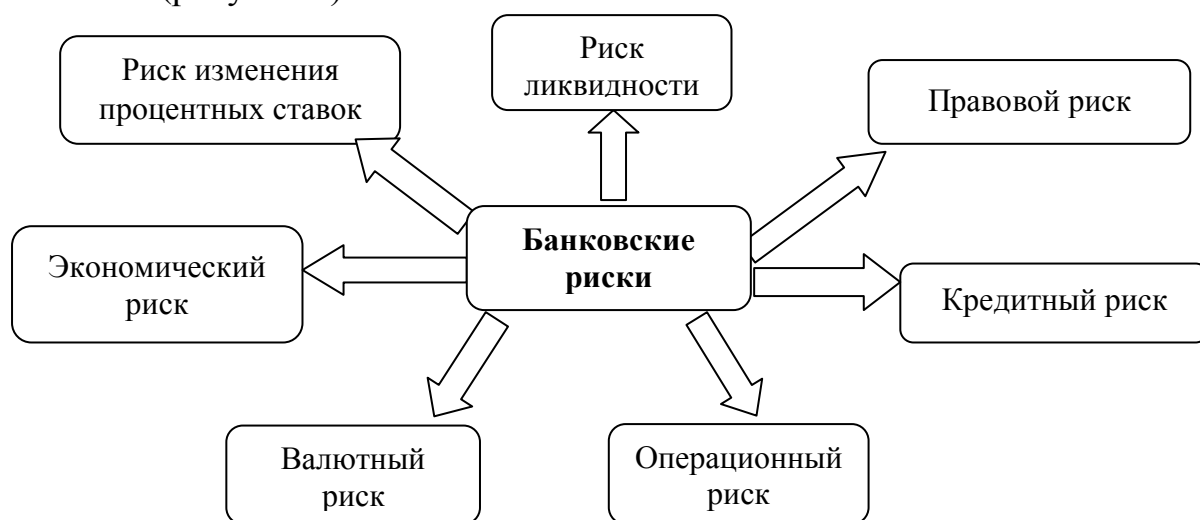 Риск изменения
процентных ставок
Риск
ликвидности
Правовой риск
Банковские
риски
Экономический
риск
Кредитный риск
Валютный
риск
Операционный
риск